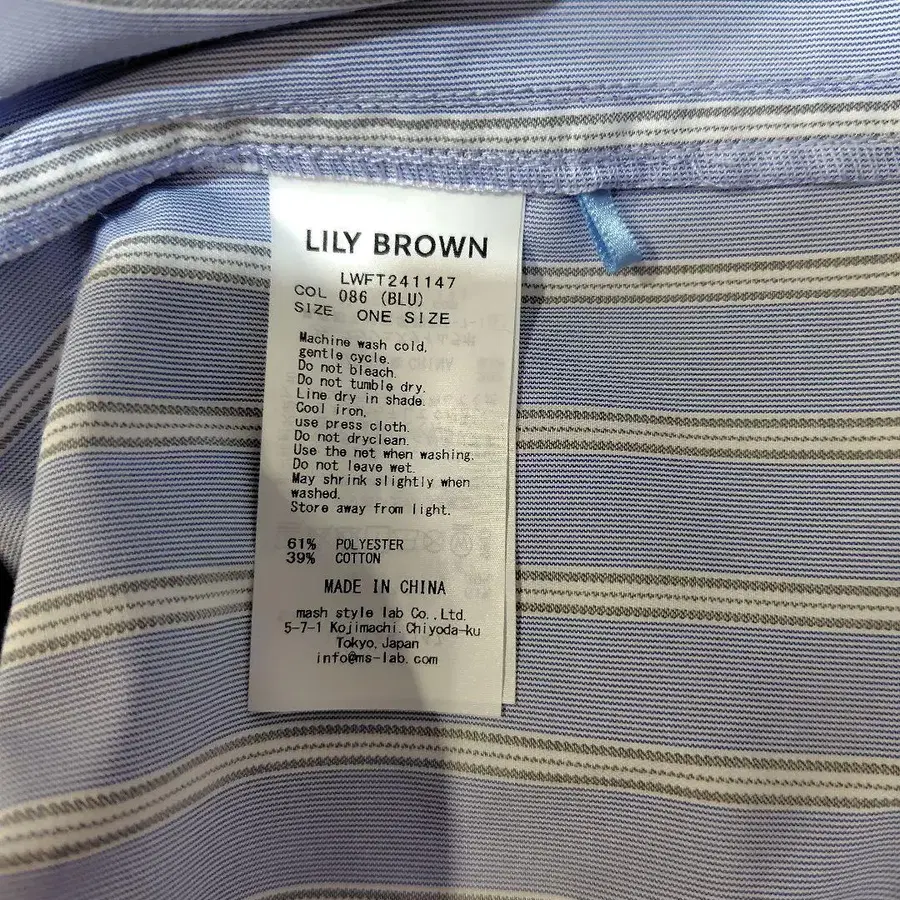 LILY BROWN
LWFT241147
COL 086 (BLU)
SIZE ONE SIZE
Machine wash cold,
gentle cycle.
Do not bleach.
Do not tumble dry.
Line dry in shade.
Cool iron,
use press cloth.
Do not dryclean.
Use the net when washing.
Do not leave wet.
May shrink slightly when
washed.
Store away from light.
61% POLYESTER
39% COTTON
MADE IN CHINA
mash style lab Co.,Ltd.
5-7-1 Kojimachi.Chiyoda-ku
Tokyo,Japan
info@ms-lab.com